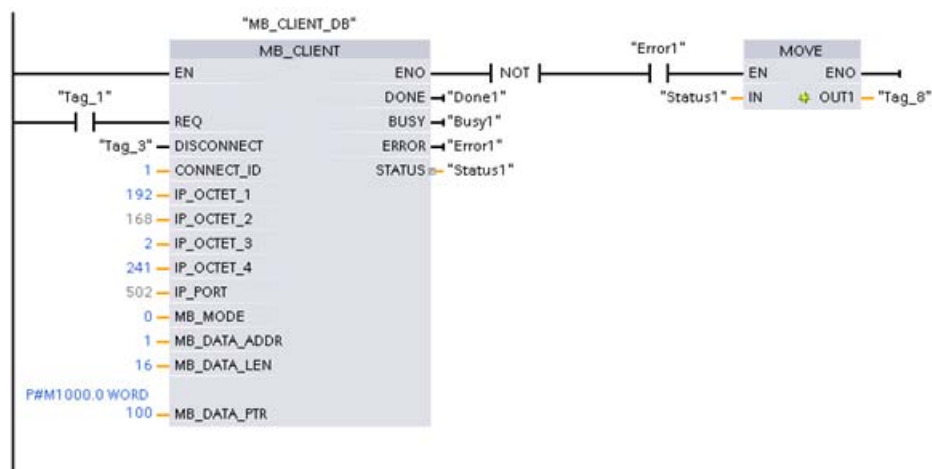 "MB_CLIENT_DB"
MB_CLIENT "Error1" MOVE
EN ENO NOT EN ENO
"Tag_1" DONE "Done1" "Status1" IN OUT1 "Tag_8"
REQ BUSY "Busy1"
"Tag_3" DISCONNECT ERROR "Error1"
1 CONNECT_ID STATUS "Status1"
192 IP_OCTET_1
168 IP_OCTET_2
2 IP_OCTET_3
241 IP_OCTET_4
502 IP_PORT
0 MB_MODE
1 MB_DATA_ADDR
16 MB_DATA_LEN
P#M1000.0 WORD
100 MB_DATA_PTR